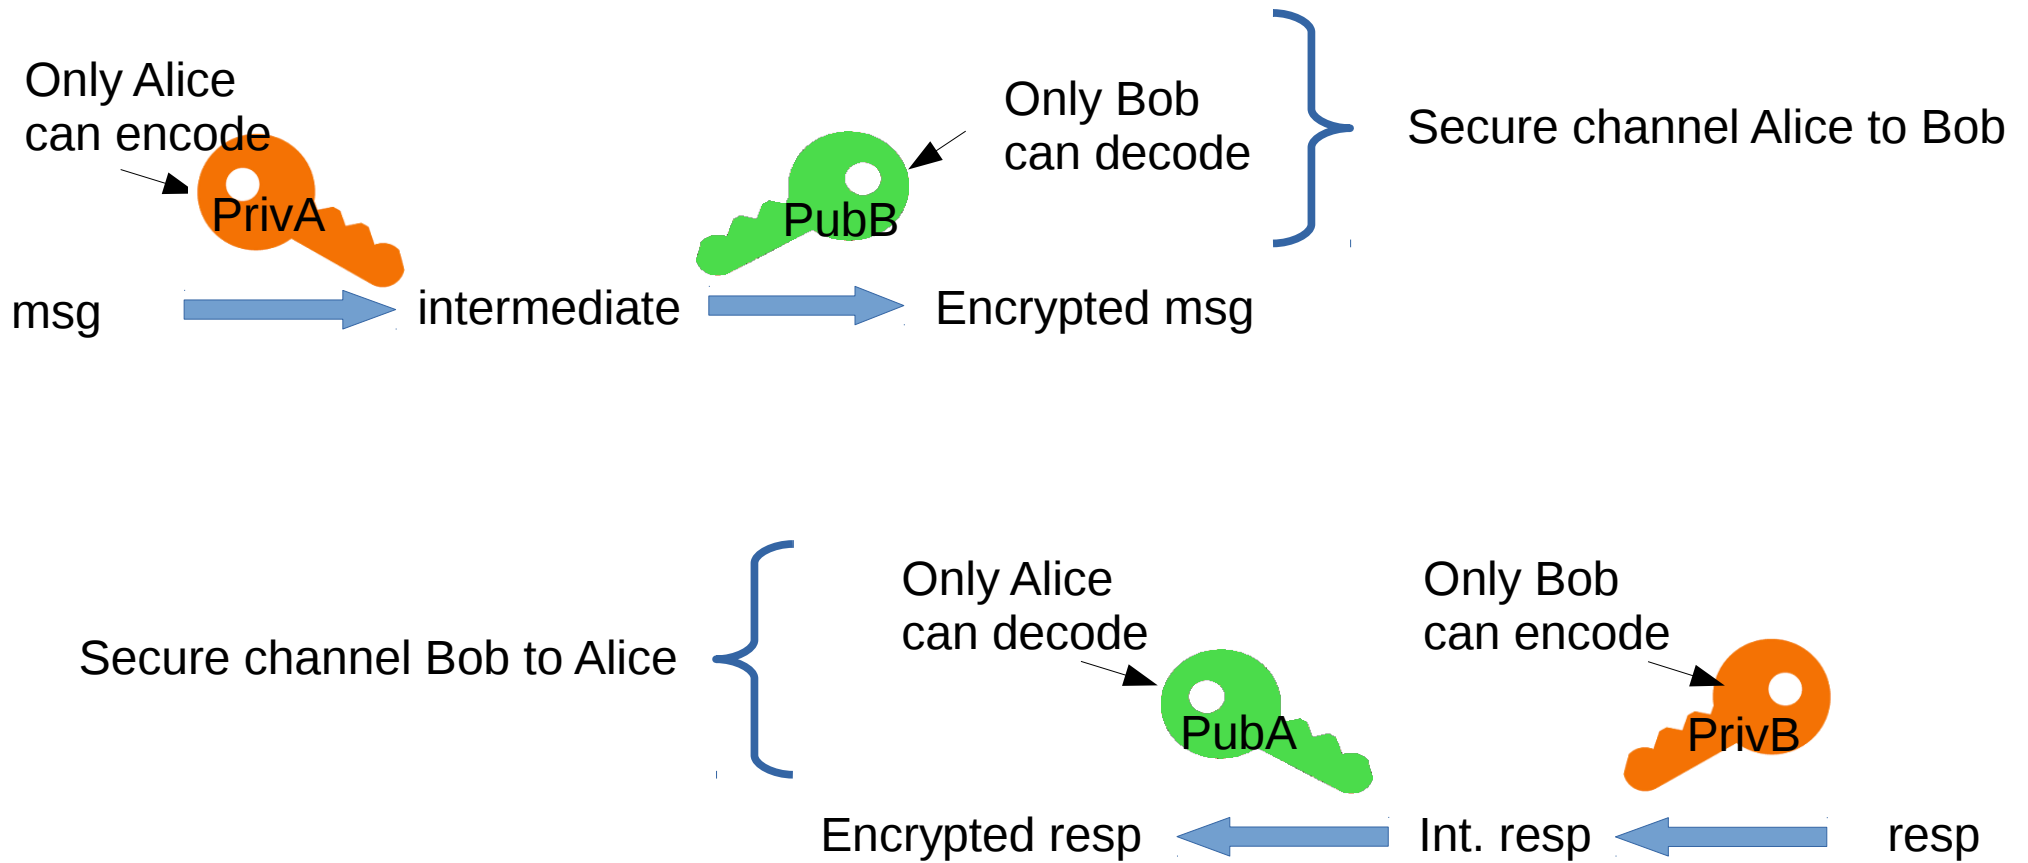 Only Alice
can encode
PrivA
Only Bob
can decode
PubB
Secure channel Alice to Bob
msg
intermediate
Encrypted msg
Secure channel Bob to Alice
Only Alice
can decode
PubA
Only Bob
can encode
PrivB
Encrypted resp
Int. resp
resp